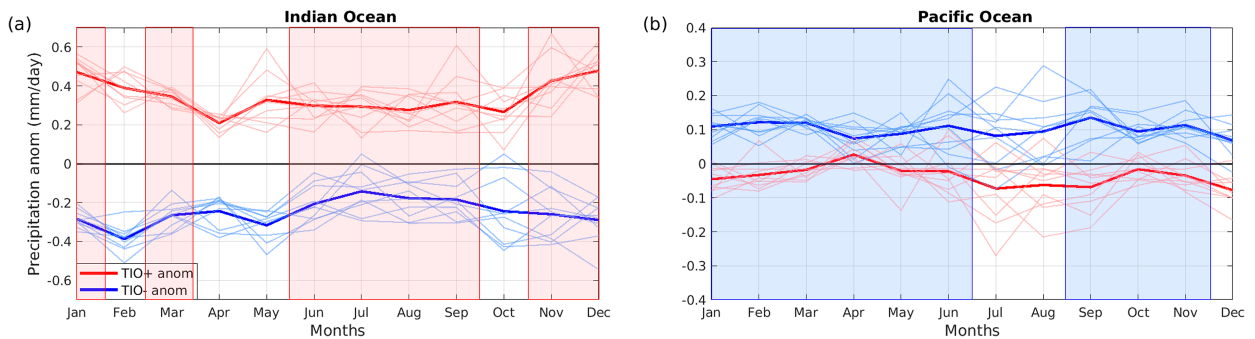 (a)
Indian Ocean
Precipitation anom (mm/day)
0.6
0.4
0.2
0
-0.2
-0.4
-0.6
TIO+ anom
TIO- anom
Jan Feb Mar Apr May Jun Jul Aug Sep Oct Nov Dec
Months
(b)
Pacific Ocean
0.4
0.3
0.2
0.1
0
-0.1
-0.2
-0.3
-0.4
Jan Feb Mar Apr May Jun Jul Aug Sep Oct Nov Dec
Months